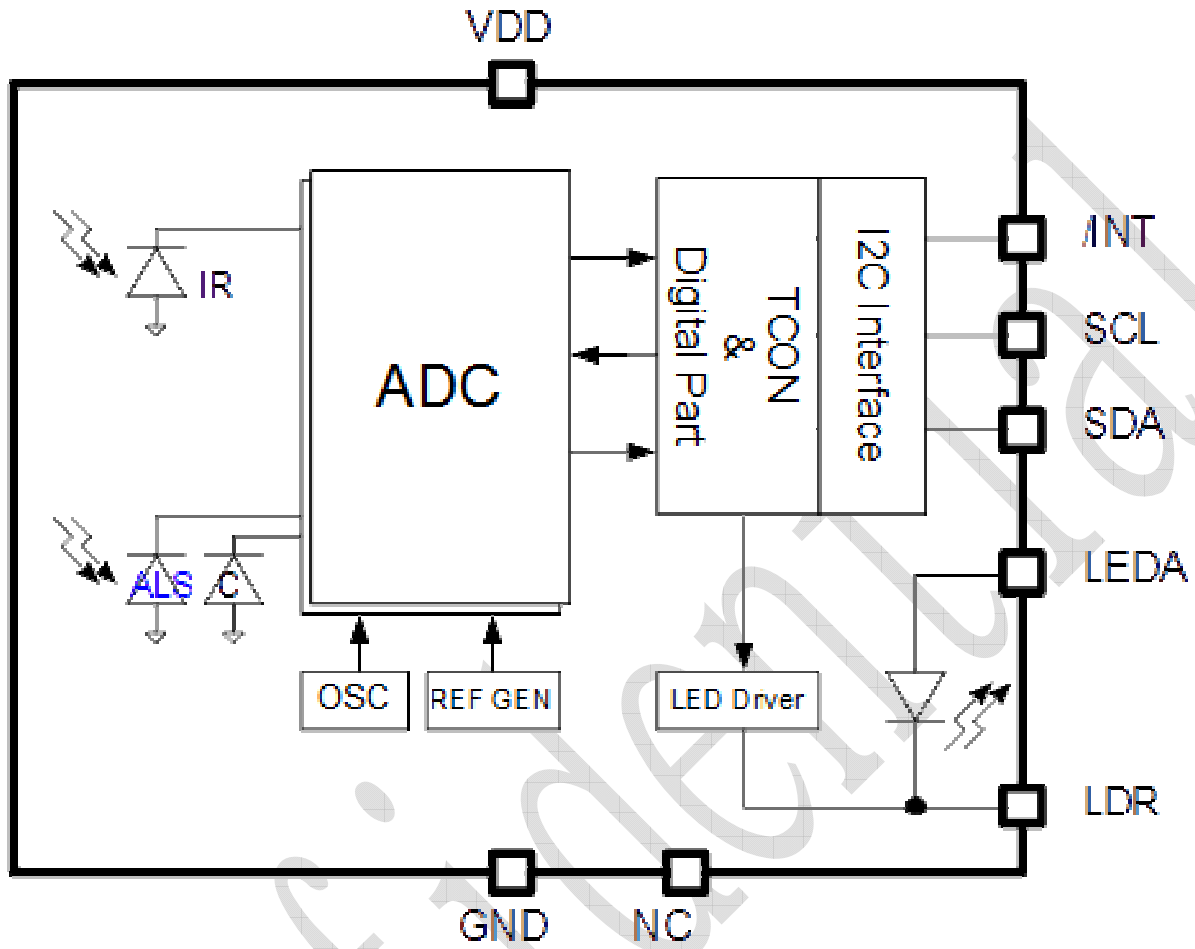 VDD
/INT
IR
ADC
Digital Part
&
TCON
I2C Interface
SCL
SDA
ALS
C
LEDA
OSC
REF GEN
LED Driver
LDR
GND
NC